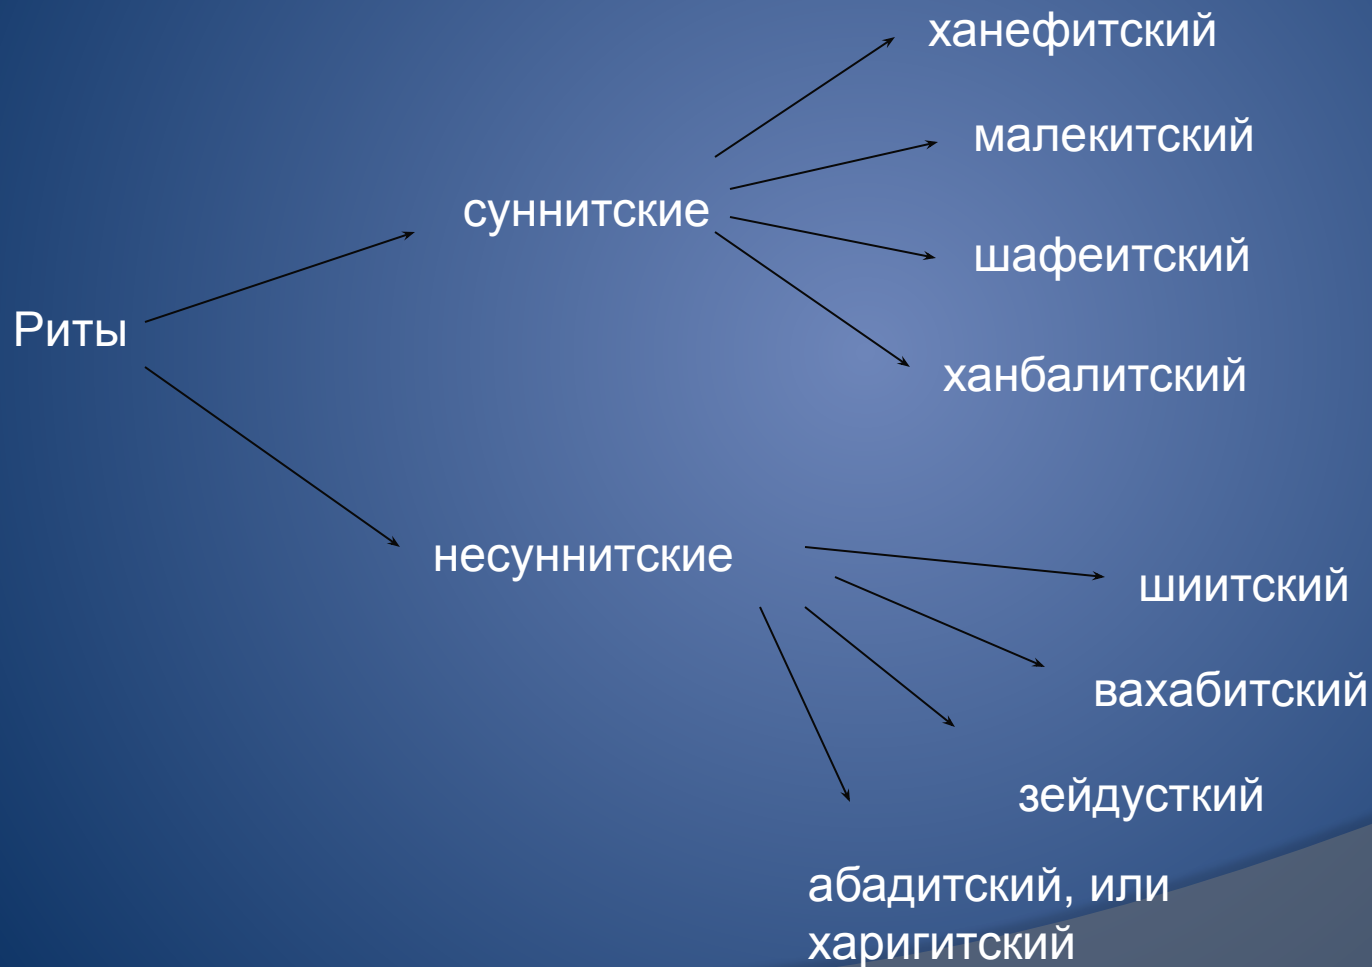 ханефитский
малекитский
суннитские
шафеитский
Риты
ханбалитский
несуннитские
шиитский
вахабитский
зейдусткий
абадитский, или
харигитский